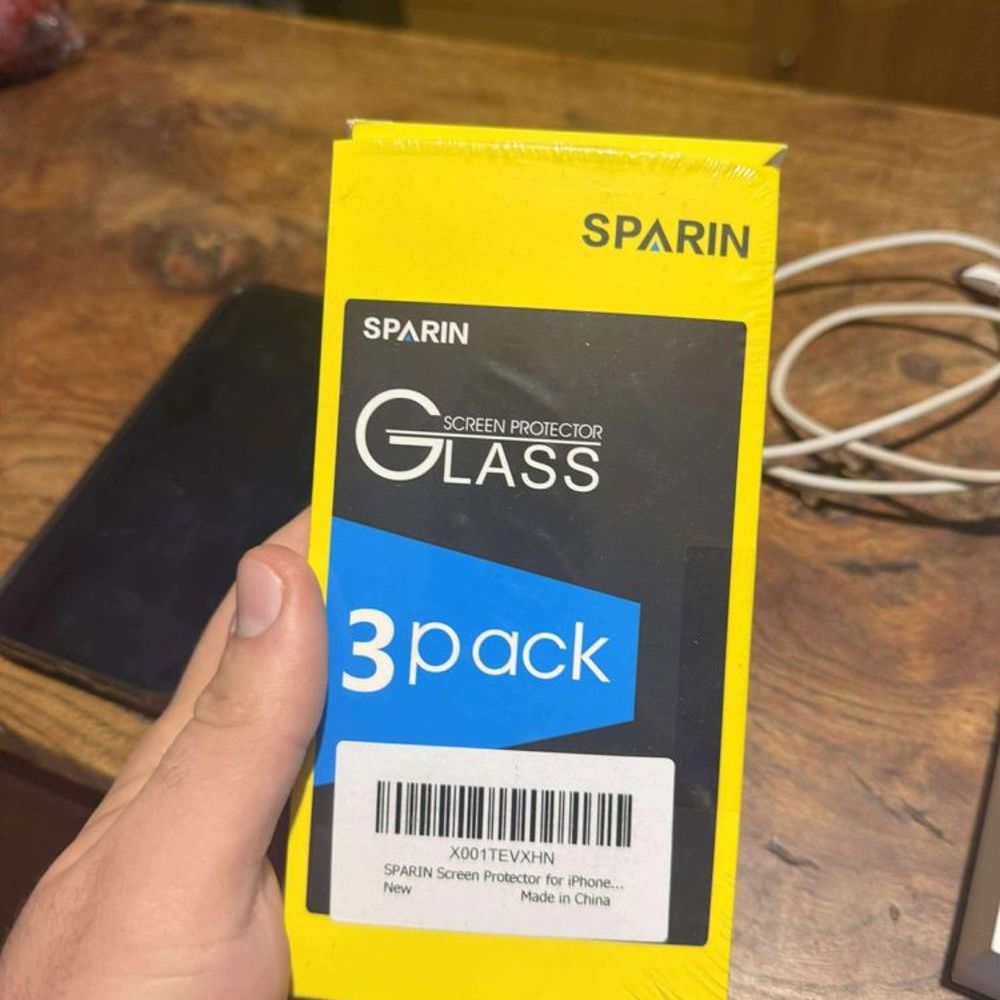 SPARIN
SPARIN
SCREEN PROTECTOR
GLASS
3 pack
X001TEVXHN
SPARIN Screen Protector for iPhone...
New
Made in China